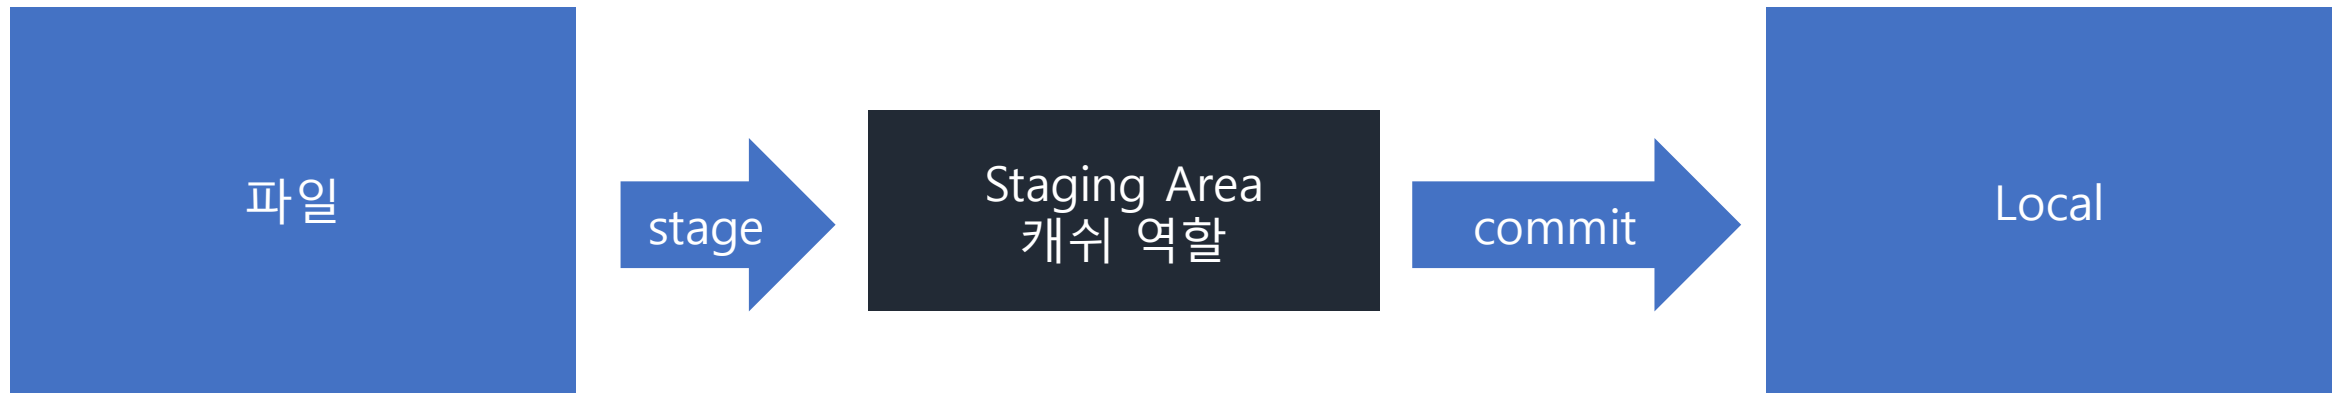 파일
stage
Staging Area
캐쉬 역할
commit
Local